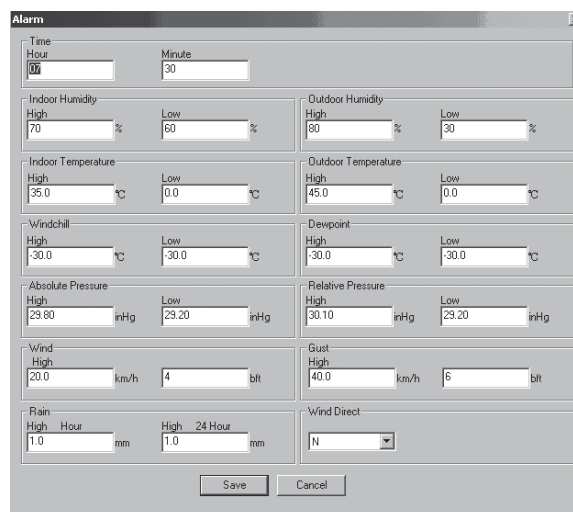 Alarm
Time
Hour Minute
07 30
Indoor Humidity Outdoor Humidity
High Low High Low
70 % 60 % 80 % 30 %
Indoor Temperature Outdoor Temperature
High Low High Low
35.0 °C 0.0 °C 45.0 °C 0.0 °C
Windchill Dewpoint
High Low High Low
-30.0 °C -30.0 °C -30.0 °C -30.0 °C
Absolute Pressure Relative Pressure
High Low High Low
29.80 inHg 29.20 inHg 30.10 inHg 29.20 inHg
Wind Gust
High High
20.0 km/h 4 bft 40.0 km/h 6 bft
Rain Wind Direct
High Hour High 24 Hour
1.0 mm 1.0 mm N
Save Cancel